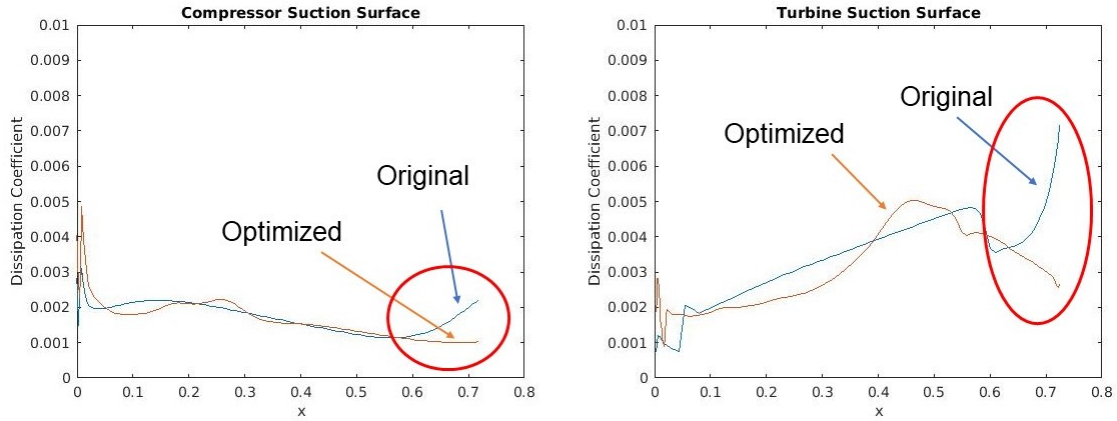 Compressor Suction Surface
0.01
0.009
0.008
0.007
0.006
0.005
0.004
0.003
0.002
0.001
0
Dissipation Coefficient
Original
Optimized
0 0.1 0.2 0.3 0.4 0.5 0.6 0.7 0.8
x
Turbine Suction Surface
0.01
0.009
0.008
0.007
0.006
0.005
0.004
0.003
0.002
0.001
0
Dissipation Coefficient
Original
Optimized
0 0.1 0.2 0.3 0.4 0.5 0.6 0.7 0.8
x